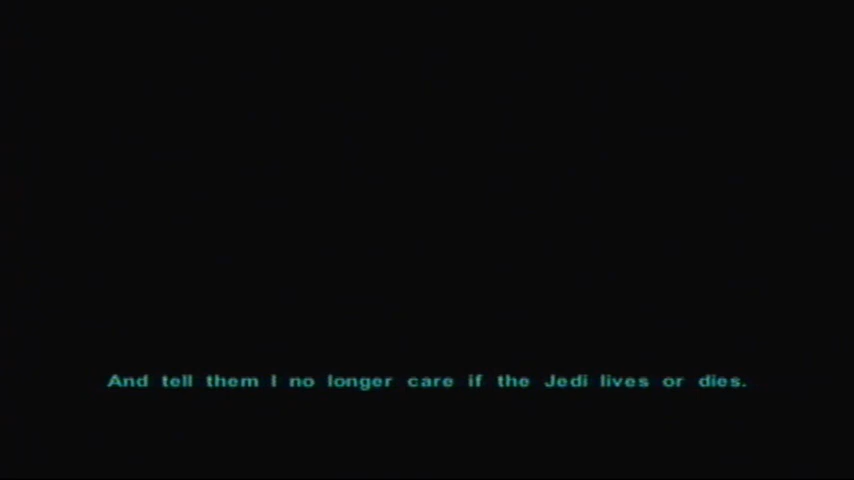 And tell them I no longer care if the Jedi lives or dies.